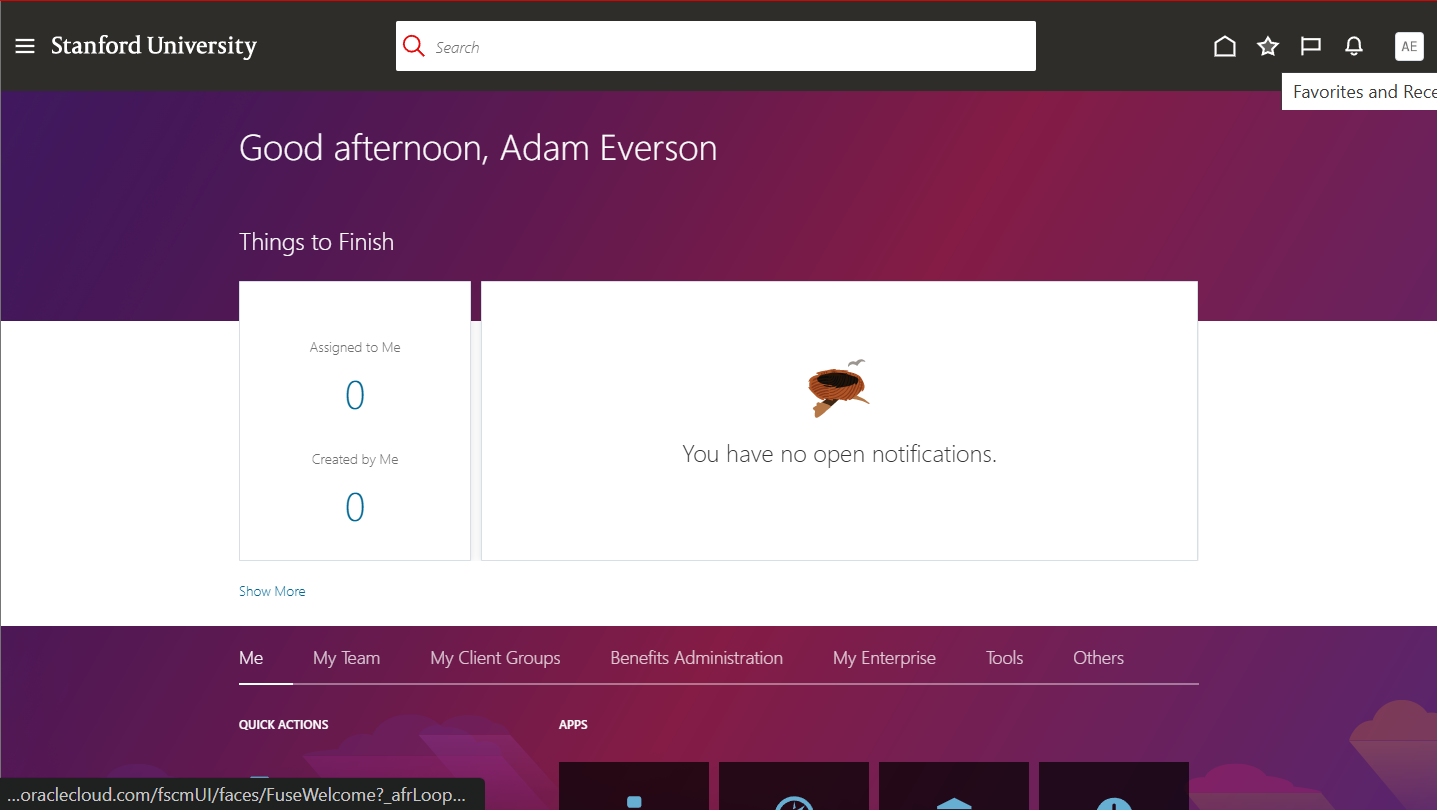 Stanford University
Search
AE
Favorites and Rece
Good afternoon, Adam Everson
Things to Finish
Assigned to Me
0
Created by Me
0
You have no open notifications.
Show More
Me My Team My Client Groups Benefits Administration My Enterprise Tools Others
QUICK ACTIONS
APPS
...oraclecloud.com/fscmUI/faces/FuseWelcome?_afrLoop...